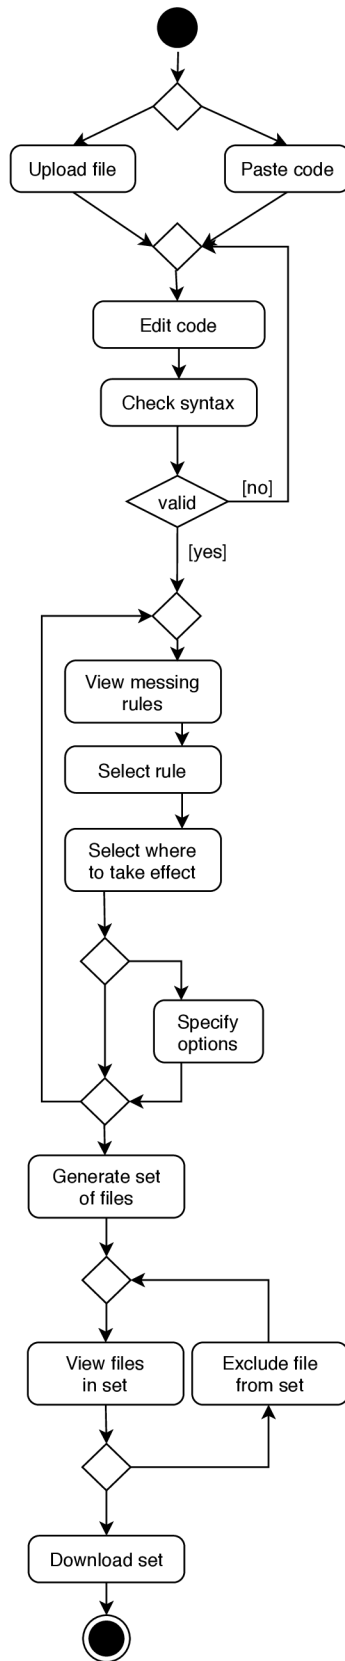 Upload file
Paste code
Edit code
Check syntax
valid
[no]
[yes]
View messing
rules
Select rule
Select where
to take effect
Specify
options
Generate set
of files
View files
in set
Exclude file
from set
Download set